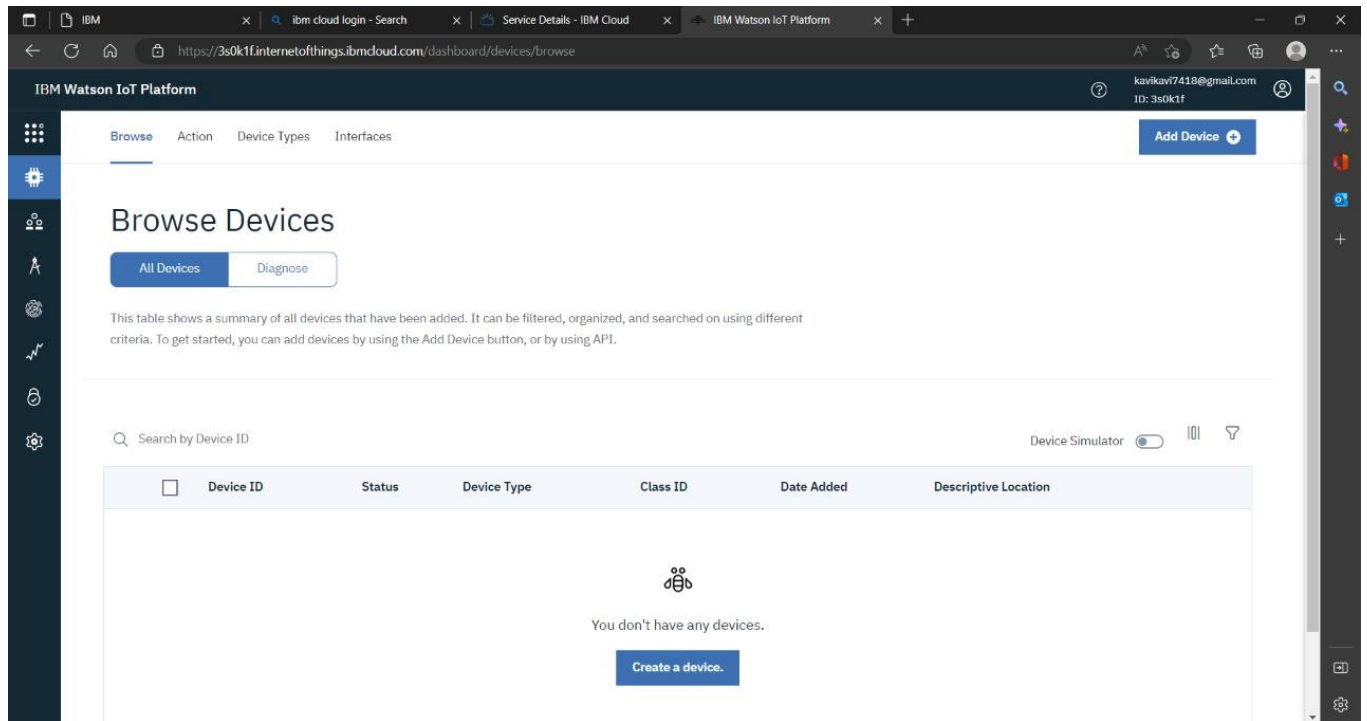 IBM
ibm cloud login - Search
Service Details - IBM Cloud
IBM Watson IoT Platform
https://3s0k1f.internetofthings.ibmcloud.com/dashboard/devices/browse
IBM Watson IoT Platform
kavikavi7418@gmail.com
ID: 3s0k1f
Browse Action Device Types Interfaces
Add Device
Browse Devices
All Devices Diagnose
This table shows a summary of all devices that have been added. It can be filtered, organized, and searched on using different
criteria. To get started, you can add devices by using the Add Device button, or by using API.
Search by Device ID
Device Simulator
Device ID Status Device Type Class ID Date Added Descriptive Location
You don't have any devices.
Create a device.